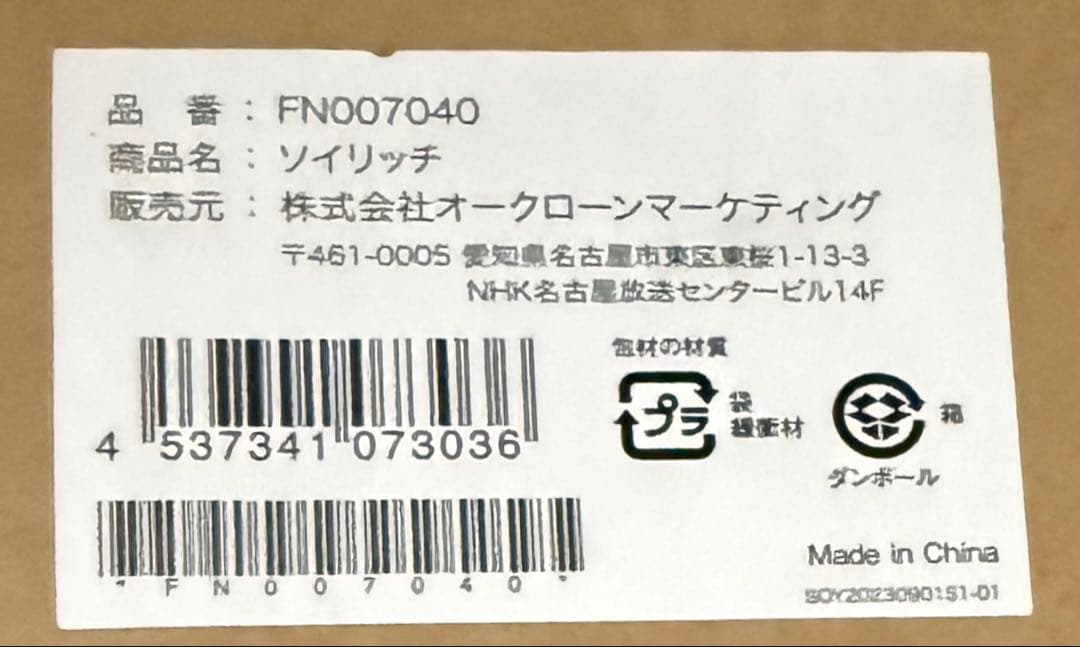 品 番 : FN007040
商品名 : ソイリッチ
販売元 : 株式会社オークローンマーケティング
〒461-0005 愛知県名古屋市東区東桜1-13-3
NHK名古屋放送センタービル14F
4 537341 073036
包材の材質
プラ
袋
緩衝材
箱
ダンボール
*FN007040*
Made in China
SOY2023090151-01